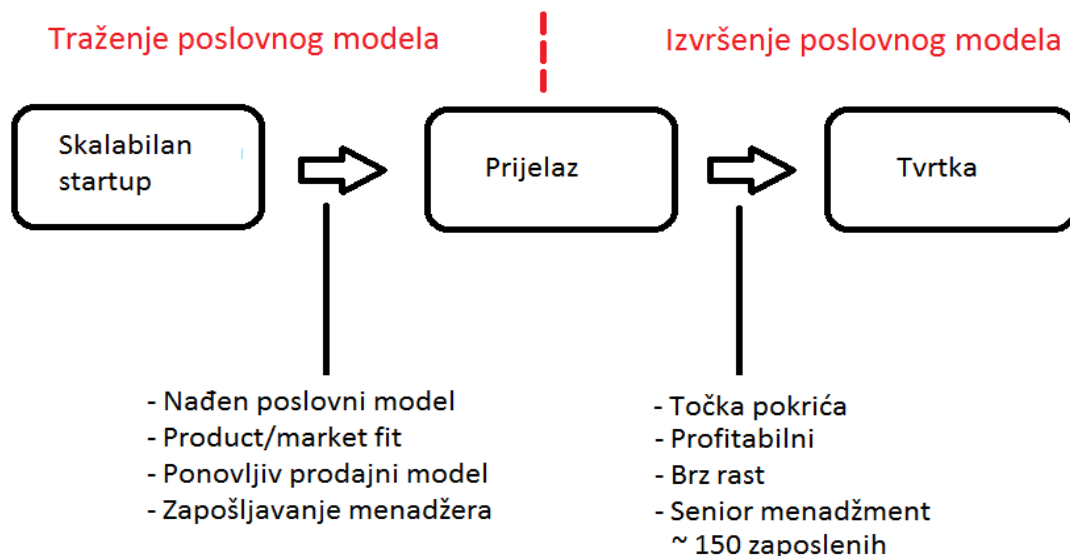 Traženje poslovnog modela
Izvršenje poslovnog modela
Skalabilan
startup
Prijelaz
Tvrtka
- Nađen poslovni model
- Product/market fit
- Ponovljiv prodajni model
- Zapošljavanje menadžera
- Točka pokrića
- Profitabilni
- Brz rast
- Senior menadžment
~ 150 zaposlenih